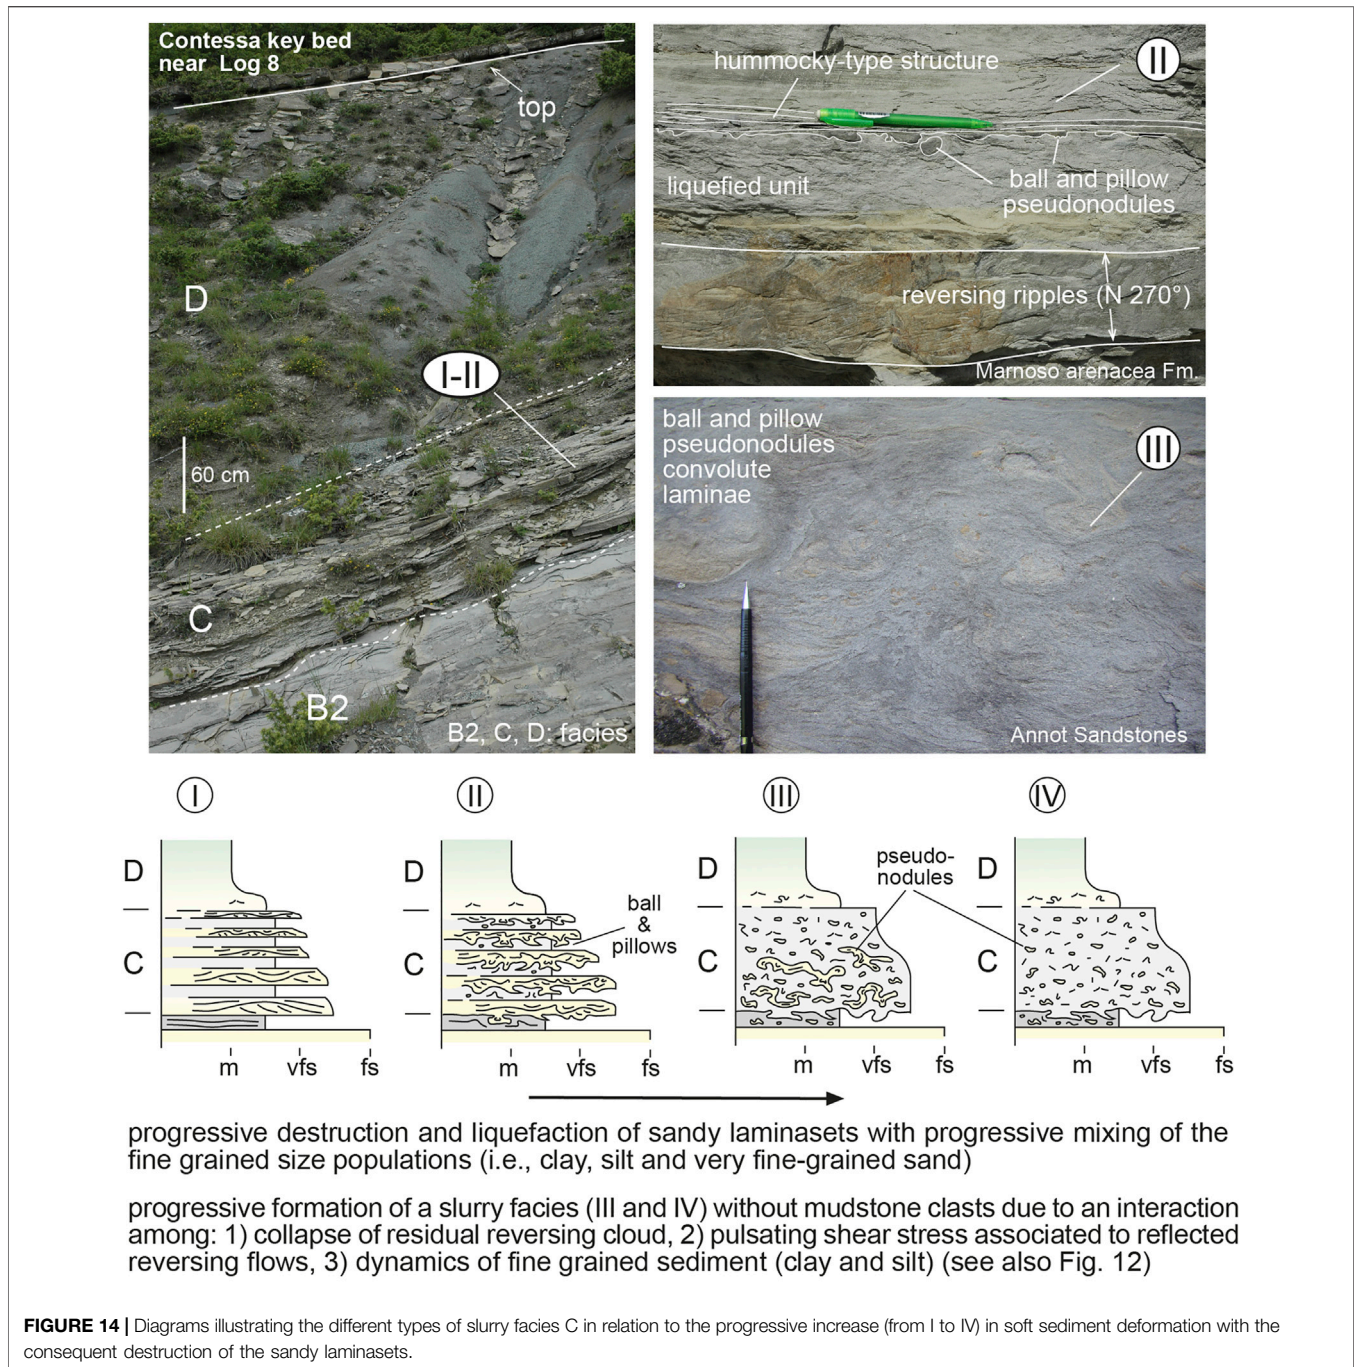 Contessa key bed
near Log 8
top
D
I-II
60 cm
C
B2
B2, C, D: facies
II
hummocky-type structure
liquefied unit
ball and pillow
pseudonodules
reversing ripples (N 270°)
Marnoso arenacea Fm.
ball and pillow
pseudonodules
convolute
laminae
III
Annot Sandstones
I
D
C
m vfs fs
II
D
C
ball
&
pillows
m vfs fs
III
D
C
pseudo-
nodules
m vfs fs
IV
D
C
m vfs fs
progressive destruction and liquefaction of sandy laminasets with progressive mixing of the
fine grained size populations (i.e., clay, silt and very fine-grained sand)
progressive formation of a slurry facies (III and IV) without mudstone clasts due to an interaction
among: 1) collapse of residual reversing cloud, 2) pulsating shear stress associated to reflected
reversing flows, 3) dynamics of fine grained sediment (clay and silt) (see also Fig. 12)
FIGURE 14 | Diagrams illustrating the different types of slurry facies C in relation to the progressive increase (from I to IV) in soft sediment deformation with the
consequent destruction of the sandy laminasets.